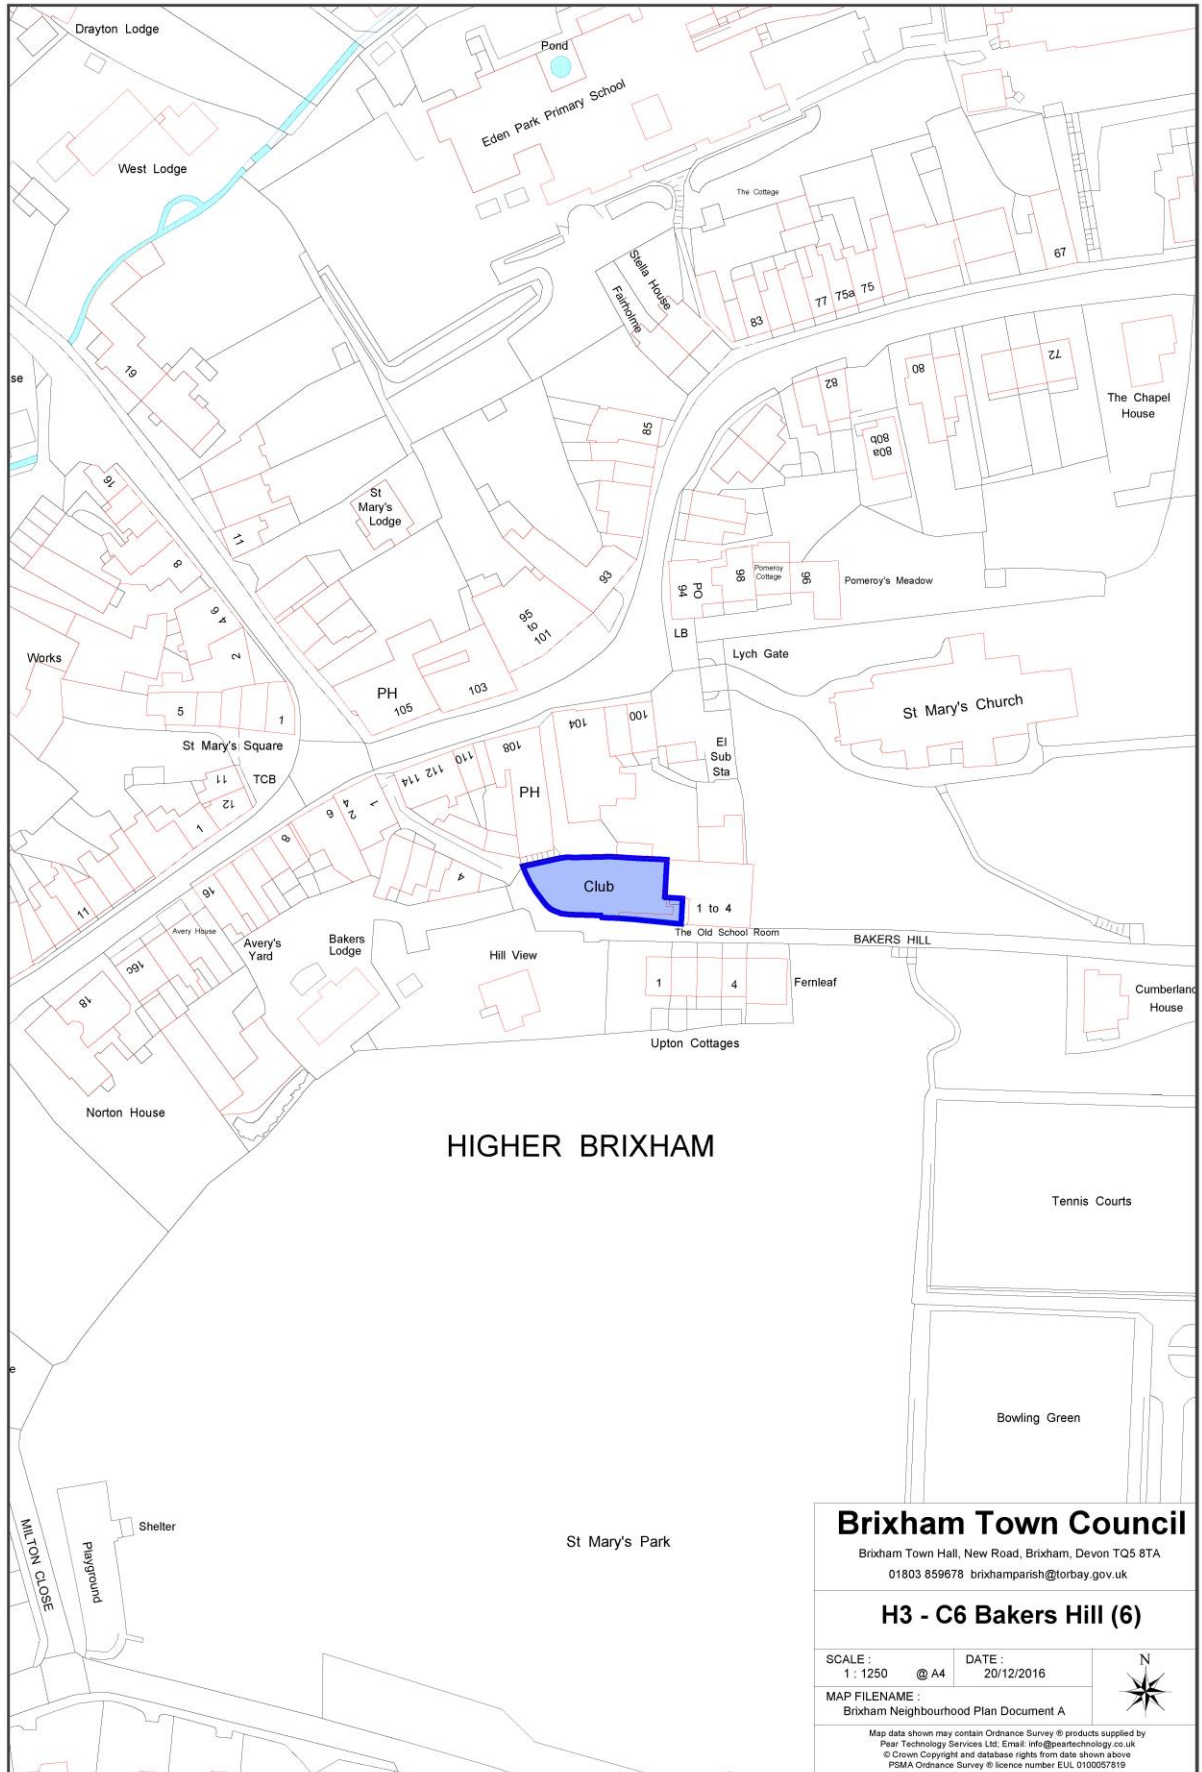 Drayton Lodge
Pond
Eden Park Primary School
West Lodge
The Cottage
Stella House
Fairholme
67
83
77
75a
75
19
82
80
72
The Chapel
House
80a
80b
85
se
16
St
Mary's
Lodge
11
8
93
94
PO
98
Pomeroy
Cottage
96
Pomeroy's Meadow
4 6
95
to
101
LB
Works
2
Lych Gate
PH
105
103
St Mary's Church
5
1
104
100
St Mary's Square
108
El
Sub
Sta
110
112
114
11
TCB
12
PH
1
2
4
6
1
8
Club
4
16
11
1 to 4
Avery House
The Old School Room
BAKERS HILL
Avery's
Yard
Bakers
Lodge
Hill View
16c
1
4
Fernleaf
18
Cumberland
House
Upton Cottages
Norton House
HIGHER BRIXHAM
Tennis Courts
e
Bowling Green
MILTON CLOSE
Playground
Shelter
St Mary's Park
Brixham Town Council
Brixham Town Hall, New Road, Brixham, Devon TQ5 8TA
01803 859678 brixhamparish@torbay.gov.uk
H3 - C6 Bakers Hill (6)
SCALE :
1 : 1250 @ A4
DATE :
20/12/2016
N
MAP FILENAME :
Brixham Neighbourhood Plan Document A
Map data shown may contain Ordnance Survey ® products supplied by
Pear Technology Services Ltd; Email: info@peartechnology.co.uk
© Crown Copyright and database rights from date shown above
PSMA Ordnance Survey ® licence number EUL 0100057819